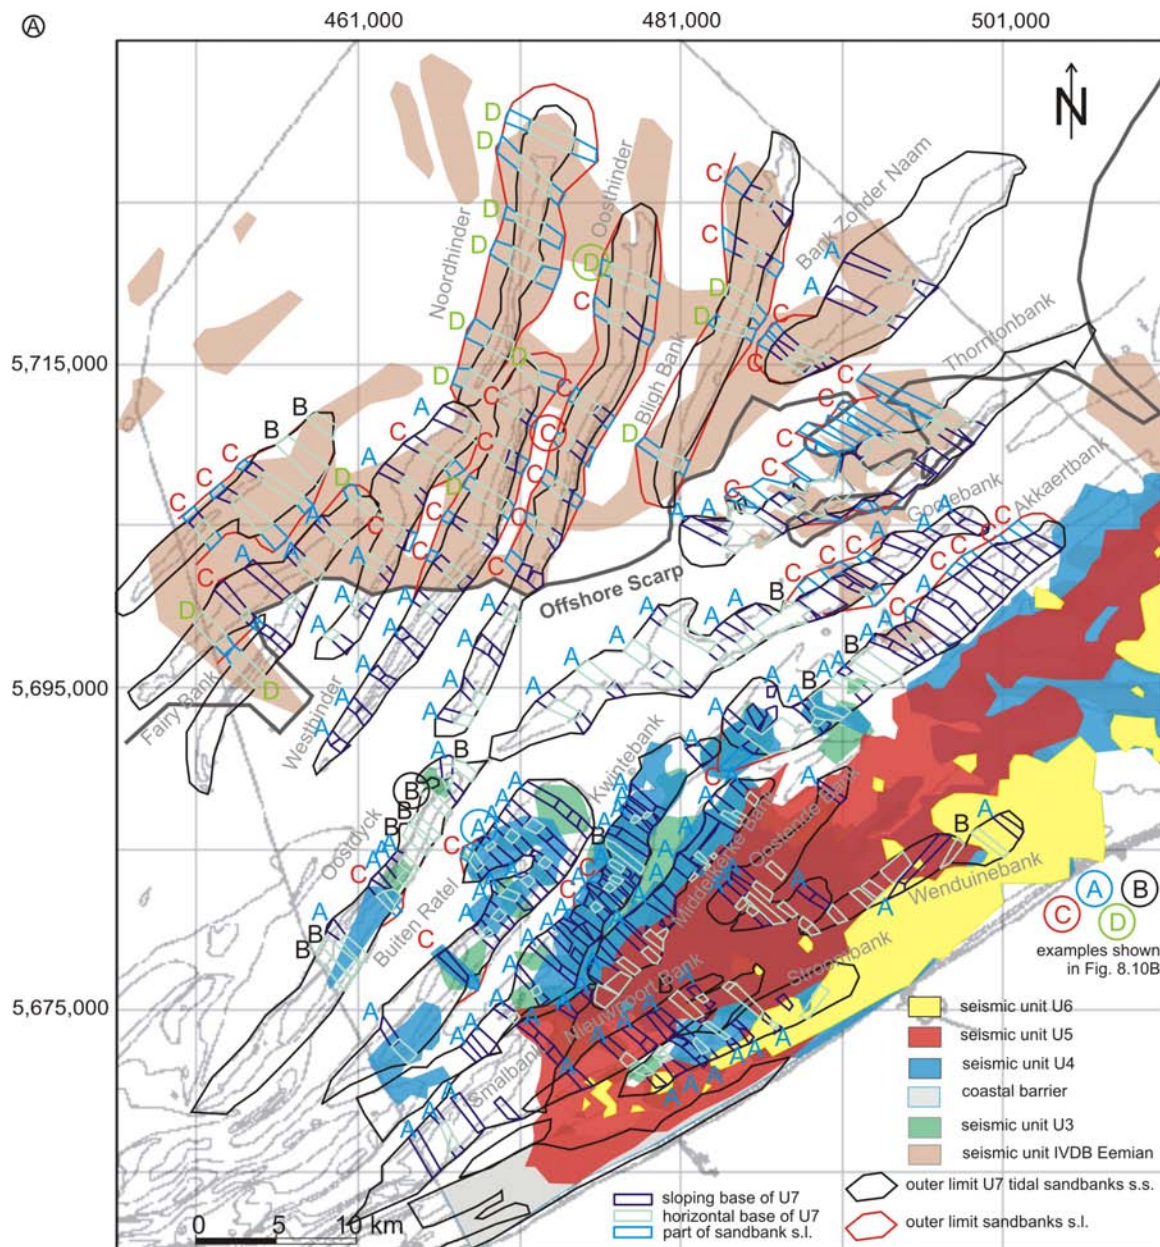 A
461,000 481,000 501,000
N
D
D
Oosthinder
C
Bank Zonder Naam
D
Noordhinder
C
A
D
D
C
A
D
D
D
D
C
5,715,000
D
Thorntonbank
Bligh Bank
B
B
A
C
C
C
D
Gootebank
Akkaertbank
Offshore Scarp
Fairy Bank
Westhinder
5,695,000
B
Kwintebank
Oostdyck
Buiten Ratel
Middelkerke Bank
Oostende Bank
Wenduinebank
A B
C D
examples shown
in Fig. 8.10B
Stroombank
Nieuwpoort Bank
Smalbank
5,675,000
seismic unit U6
seismic unit U5
seismic unit U4
coastal barrier
seismic unit U3
seismic unit IVDB Eemian
outer limit U7 tidal sandbanks s.s.
outer limit sandbanks s.l.
sloping base of U7
horizontal base of U7
part of sandbank s.l.
0 5 10 km